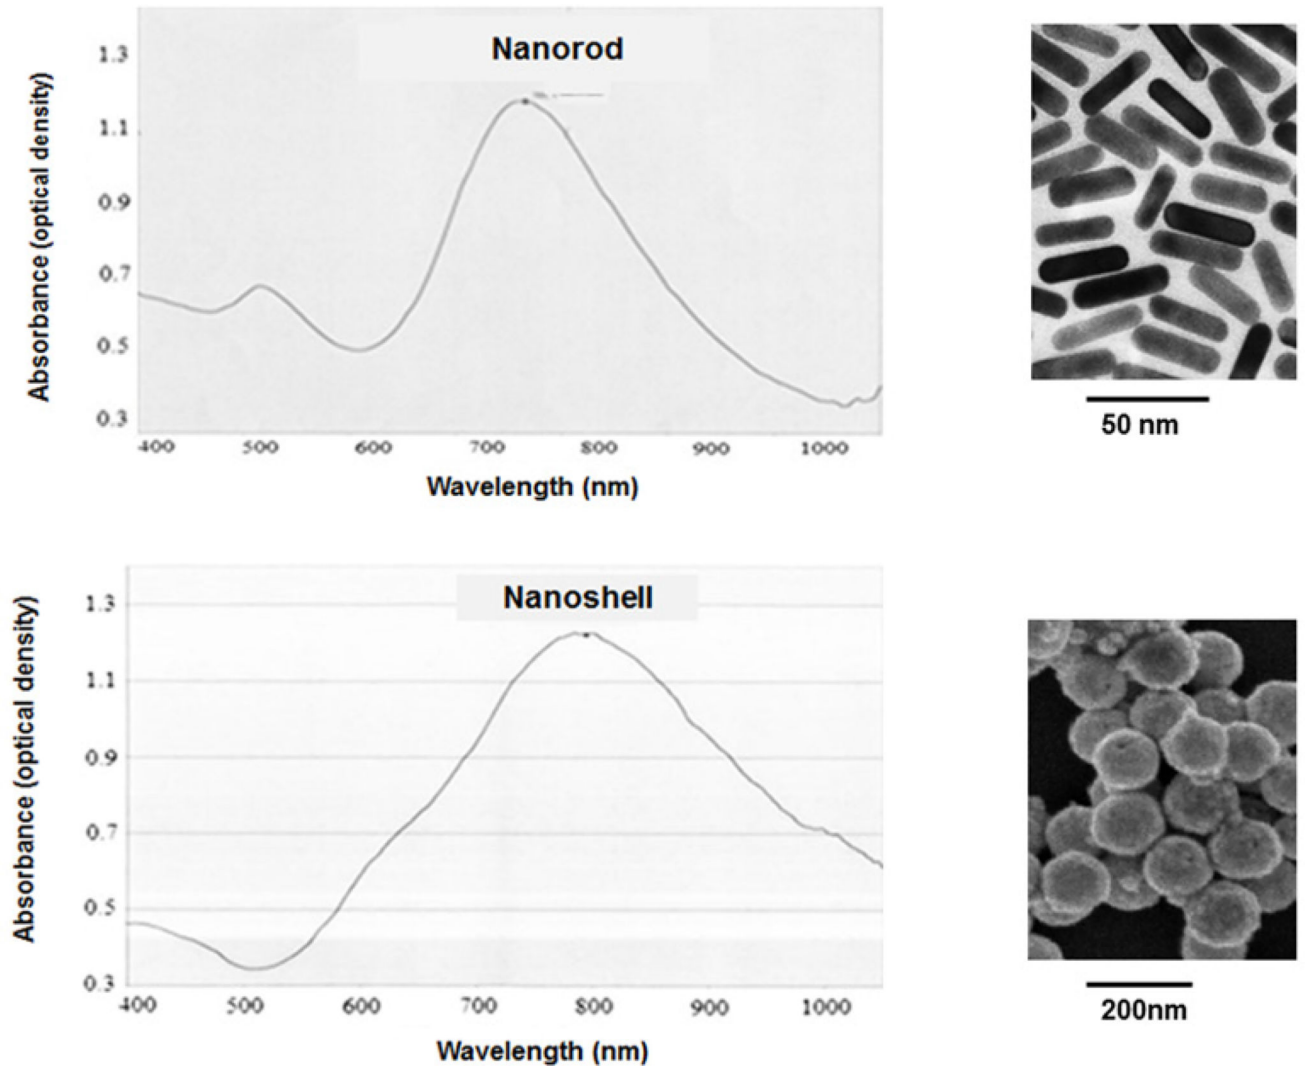 Nanorod
Absorbance (optical density)
1.3
1.1
0.9
0.7
0.5
0.3
400 500 600 700 800 900 1000
Wavelength (nm)
50 nm
Nanoshell
Absorbance (optical density)
1.3
1.1
0.9
0.7
0.5
0.3
400 500 600 700 800 900 1000
Wavelength (nm)
200nm